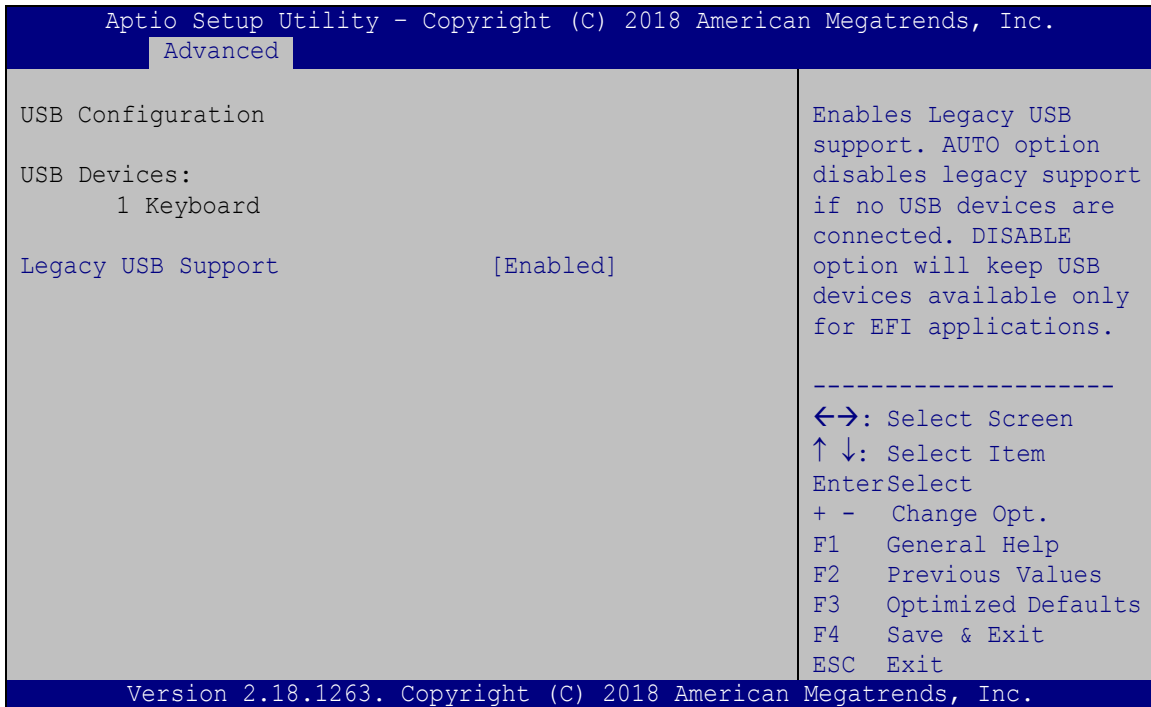 Aptio Setup Utility – Copyright (C) 2018 American Megatrends, Inc.
Advanced
USB Configuration
USB Devices:
1 Keyboard
Legacy USB Support [Enabled]
Enables Legacy USB
support. AUTO option
disables legacy support
if no USB devices are
connected. DISABLE
option will keep USB
devices available only
for EFI applications.
---------------------
←→: Select Screen
↑ ↓: Select Item
EnterSelect
+ - Change Opt.
F1 General Help
F2 Previous Values
F3 Optimized Defaults
F4 Save & Exit
ESC Exit
Version 2.18.1263. Copyright (C) 2018 American Megatrends, Inc.